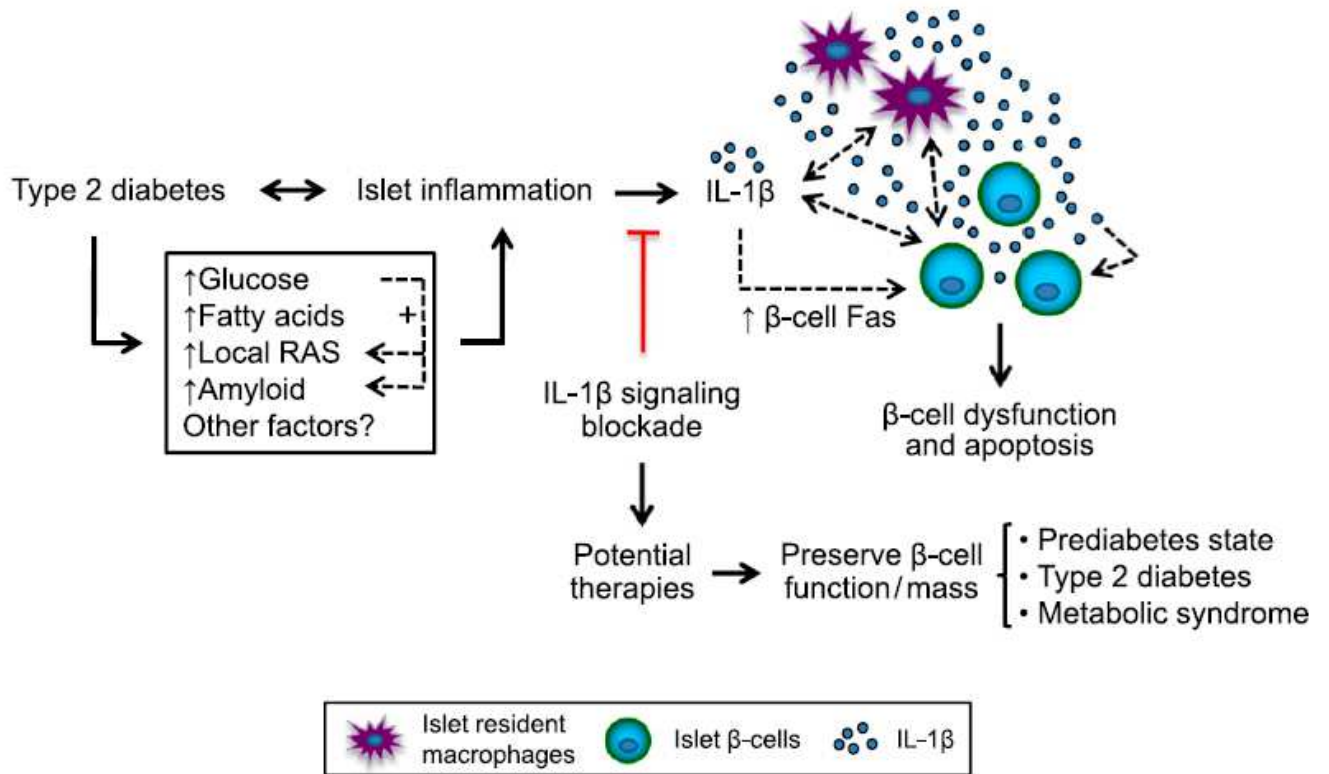 Type 2 diabetes
Islet inflammation
IL-1β
↑Glucose
↑Fatty acids +
↑Local RAS
↑Amyloid
Other factors?
↑ β-cell Fas
IL-1β signaling
blockade
β-cell dysfunction
and apoptosis
Potential
therapies
Preserve β-cell
function/mass
• Prediabetes state
• Type 2 diabetes
• Metabolic syndrome
Islet resident
macrophages
Islet β-cells
IL-1β